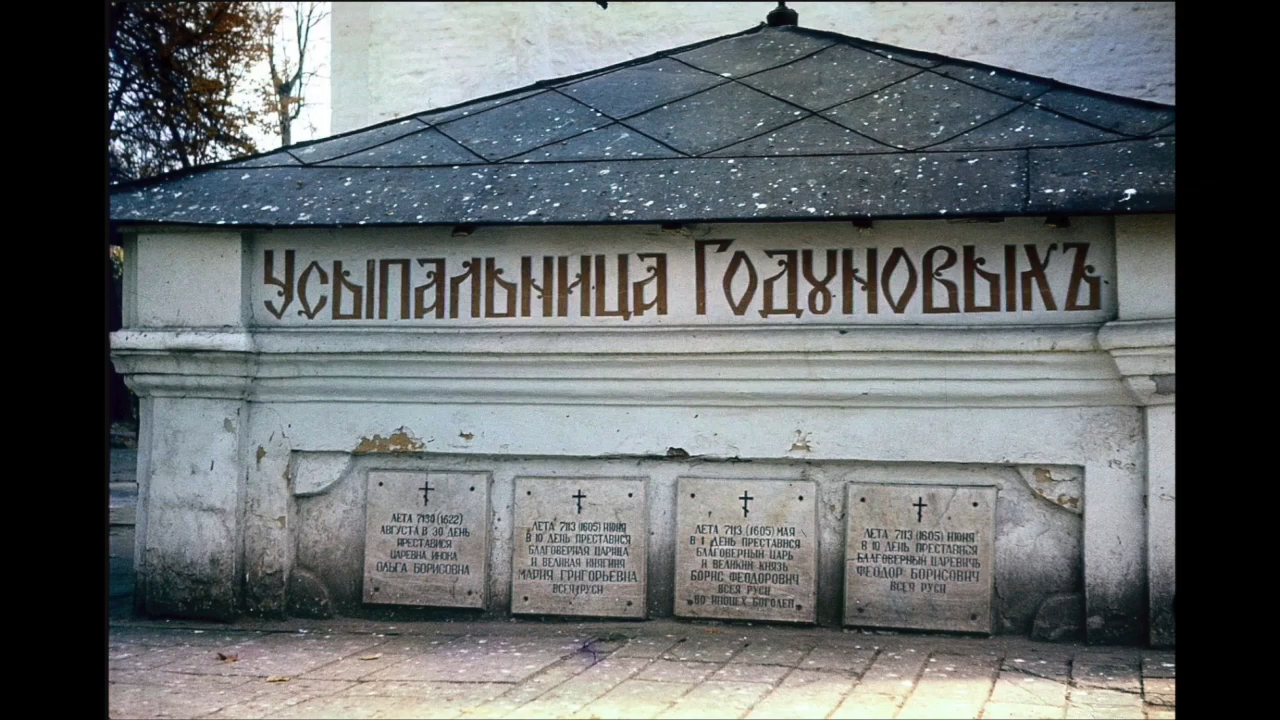 Усыпальница Годуновыхъ
ЛЕТА 7130 (1622)
АВГУСТА В 30 ДЕНЬ
ПРЕСТАВИСЯ
ЦАРЕВНА ИНОКА
ОЛЬГА БОРИСОВНА
ЛЕТА 7113 (1605) ИЮНЯ
В 10 ДЕНЬ ПРЕСТАВИСЯ
БЛАГОВЕРНАЯ ЦАРИЦА
И ВЕЛИКАЯ КНЯГИНЯ
МАРИЯ ГРИГОРЬЕВНА
ВСЕЯ РУСИ
ЛЕТА 7113 (1605) МАЯ
В 1 ДЕНЬ ПРЕСТАВИСЯ
БЛАГОВЕРНЫЙ ЦАРЬ
И ВЕЛИКИЙ КНЯЗЬ
БОРИС ФЕОДОРОВИЧ
ВСЕЯ РУСИ
ВО ИНОЦЕХ БОГОЛЕП
ЛЕТА 7113 (1605) ИЮНЯ
В 10 ДЕНЬ ПРЕСТАВИСЯ
БЛАГОВЕРНЫЙ ЦАРЕВИЧЬ
ФЕОДОР БОРИСОВИЧ
ВСЕЯ РУСИ